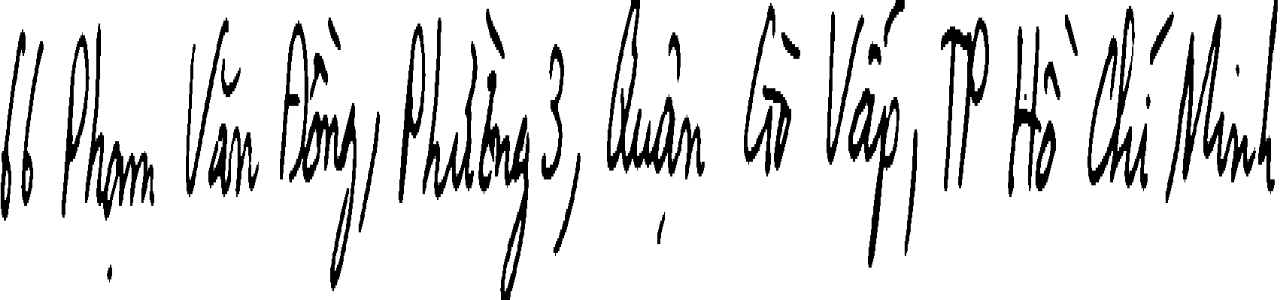 66 Phạm Văn Đồng, Phường 3, Quận Gò Vấp, TP Hồ Chí Minh